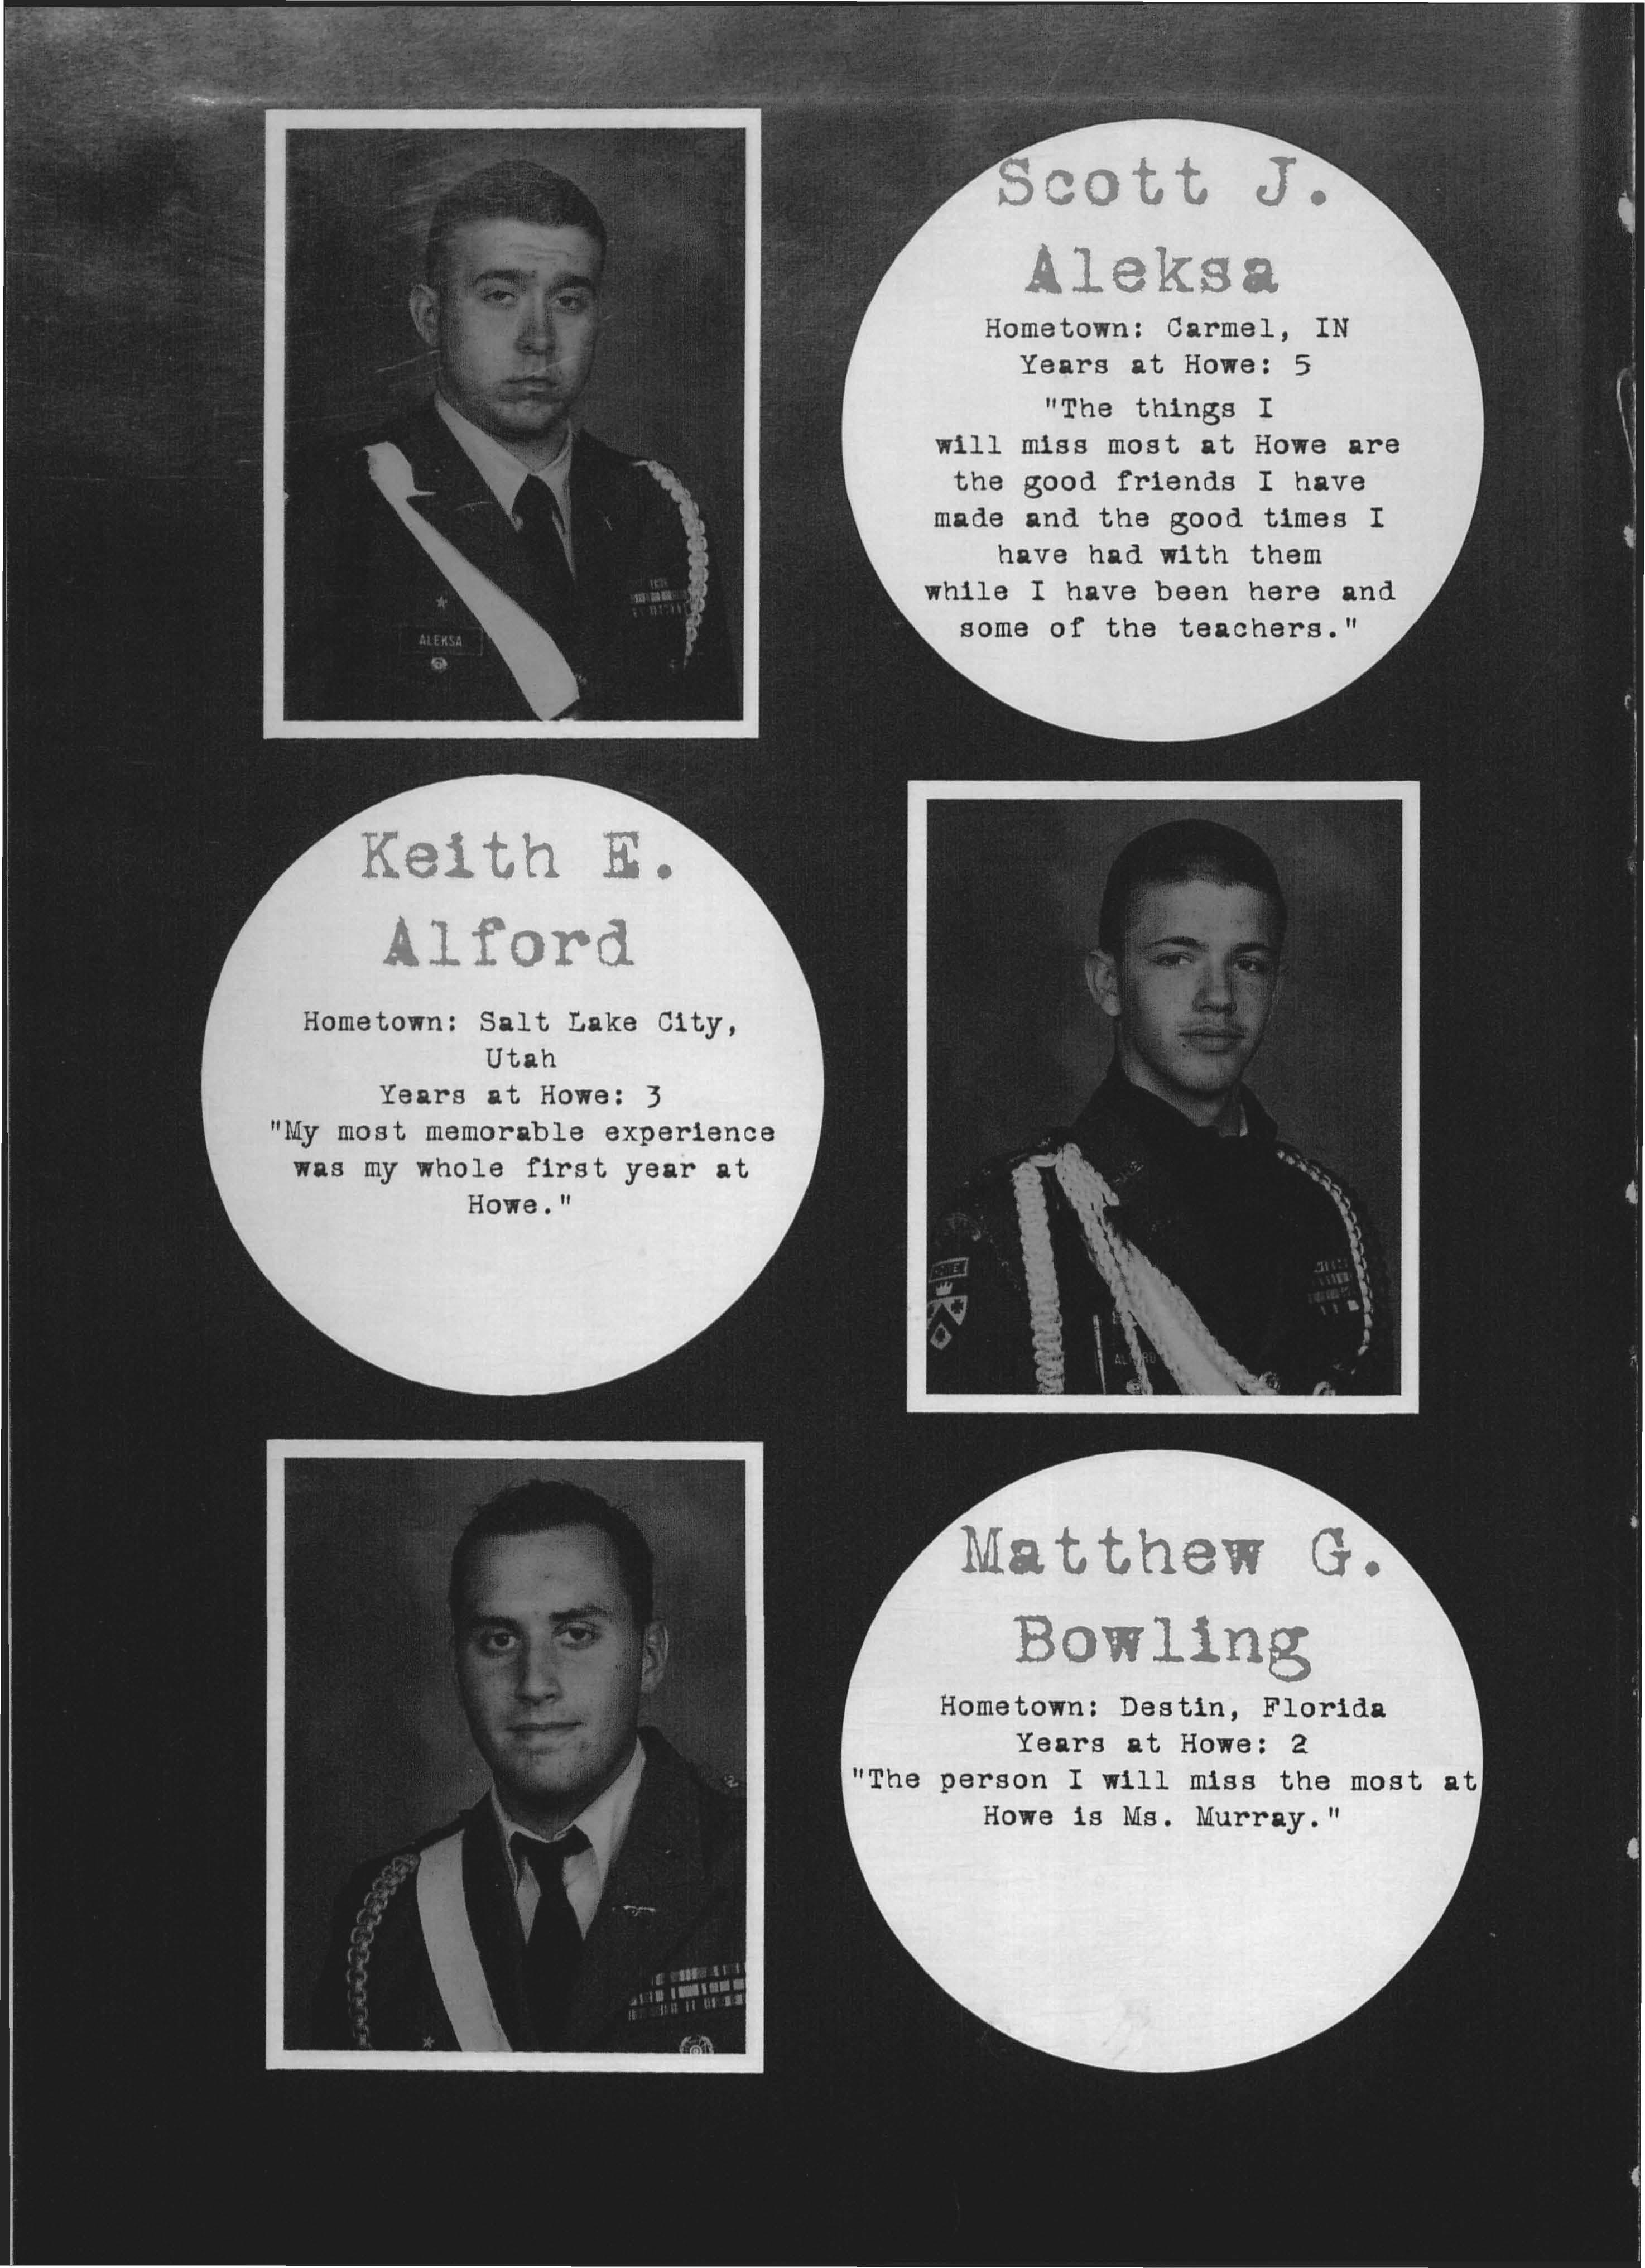 Scott J.
Aleksa
Hometown: Carmel, IN
Years at Howe: 5
"The things I
will miss most at Howe are
the good friends I have
made and the good times I
have had with them
while I have been here and
some of the teachers."
ALEKSA
Keith E.
Alford
Hometown: Salt Lake City,
Utah
Years at Howe: 3
"My most memorable experience
was my whole first year at
Howe."
Matthew G.
Bowling
Hometown: Destin, Florida
Years at Howe: 2
"The person I will miss the most at
Howe is Ms. Murray."